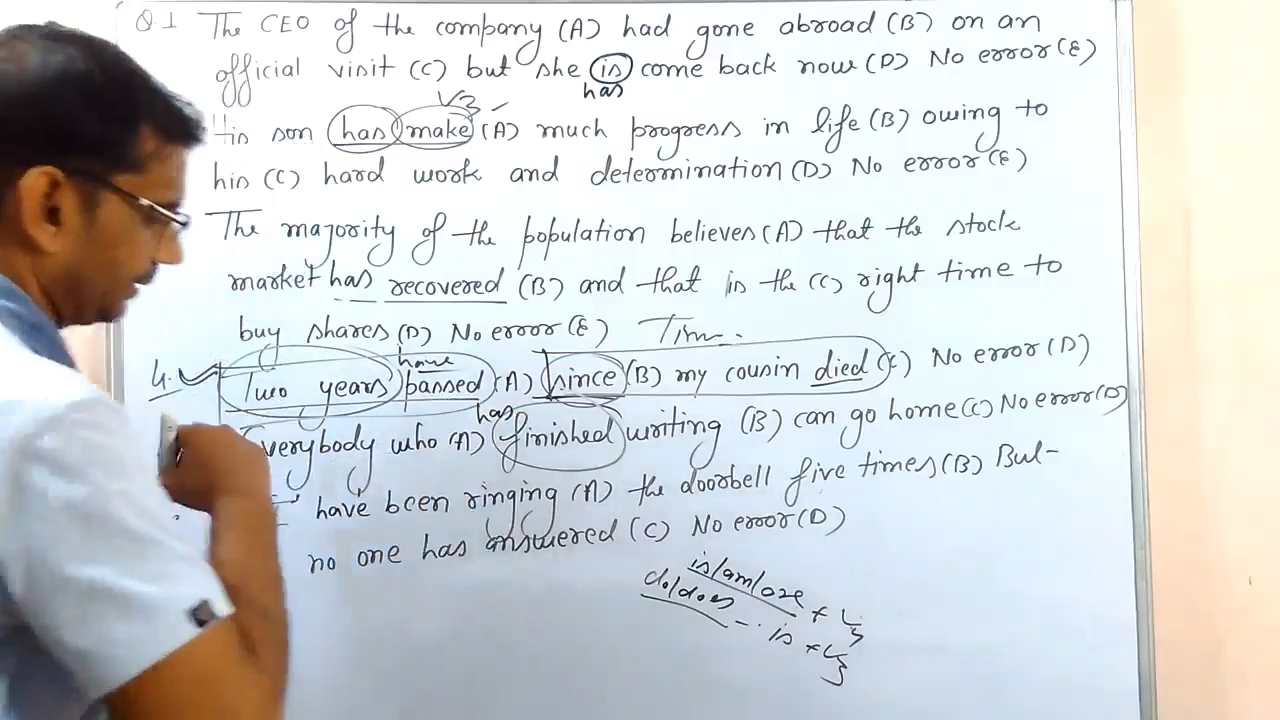 Q.1 The CEO of the company (A) had gone abroad (B) on an
official visit (C) but she is come back now (D) No error (E)
has
V3
His son has make (A) much progress in life (B) owing to
his (C) hard work and determination (D) No error (E)
The majority of the population believes (A) that the stock
market has recovered (B) and that is the (C) right time to
buy shares (D) No error (E) Time.
have
4. Two years passed (A) since (B) my cousin died (C) No error (D)
has
Everybody who (A) finished writing (B) can go home (C) No error (D)
I have been ringing (A) the doorbell five times (B) But
no one has answered (C) No error (D)
is/am/are + V3
do/does - . is + V3